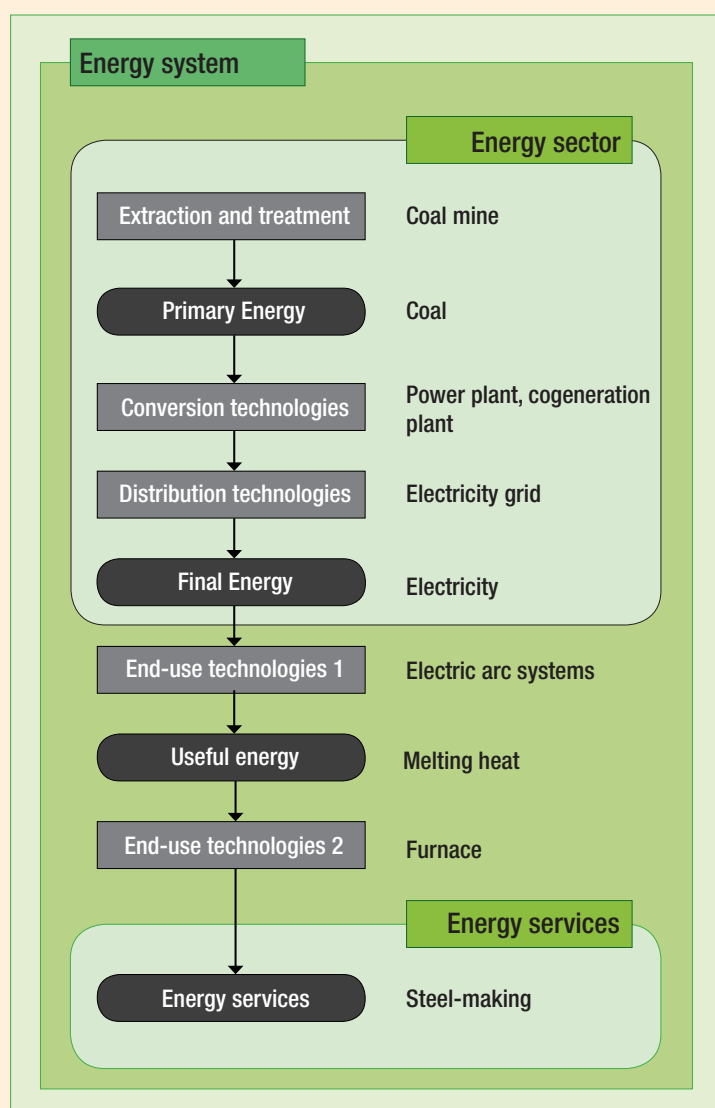 Energy system
Energy sector
Extraction and treatment
Coal mine
Primary Energy
Coal
Conversion technologies
Power plant, cogeneration
plant
Distribution technologies
Electricity grid
Final Energy
Electricity
End-use technologies 1
Electric arc systems
Useful energy
Melting heat
End-use technologies 2
Furnace
Energy services
Energy services
Steel-making